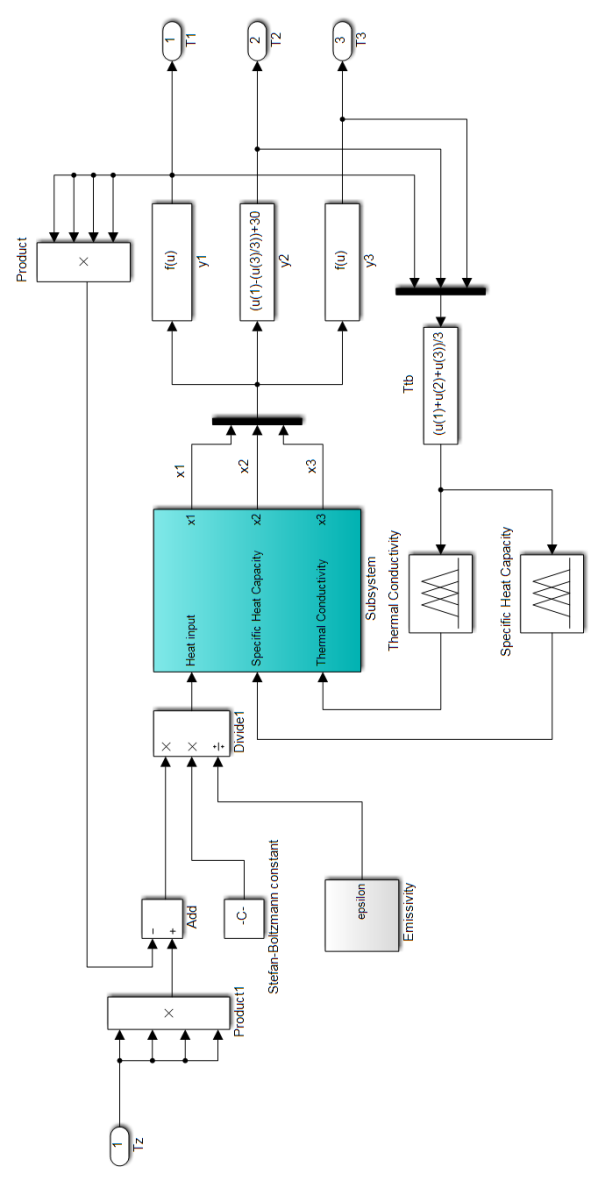 1
Tz
×
Product1
−
+
Add
-C-
Stefan-Boltzmann constant
epsilon
Emissivity
×
×
÷
Divide1
Heat input
Specific Heat Capacity
Thermal Conductivity
x1
x2
x3
Subsystem
x1
x2
x3
×
Product
f(u)
y1
(u(1)-(u(3)/3))+30
y2
f(u)
y3
1
T1
2
T2
3
T3
Ttb
(u(1)+u(2)+u(3))/3
Thermal Conductivity
Specific Heat Capacity